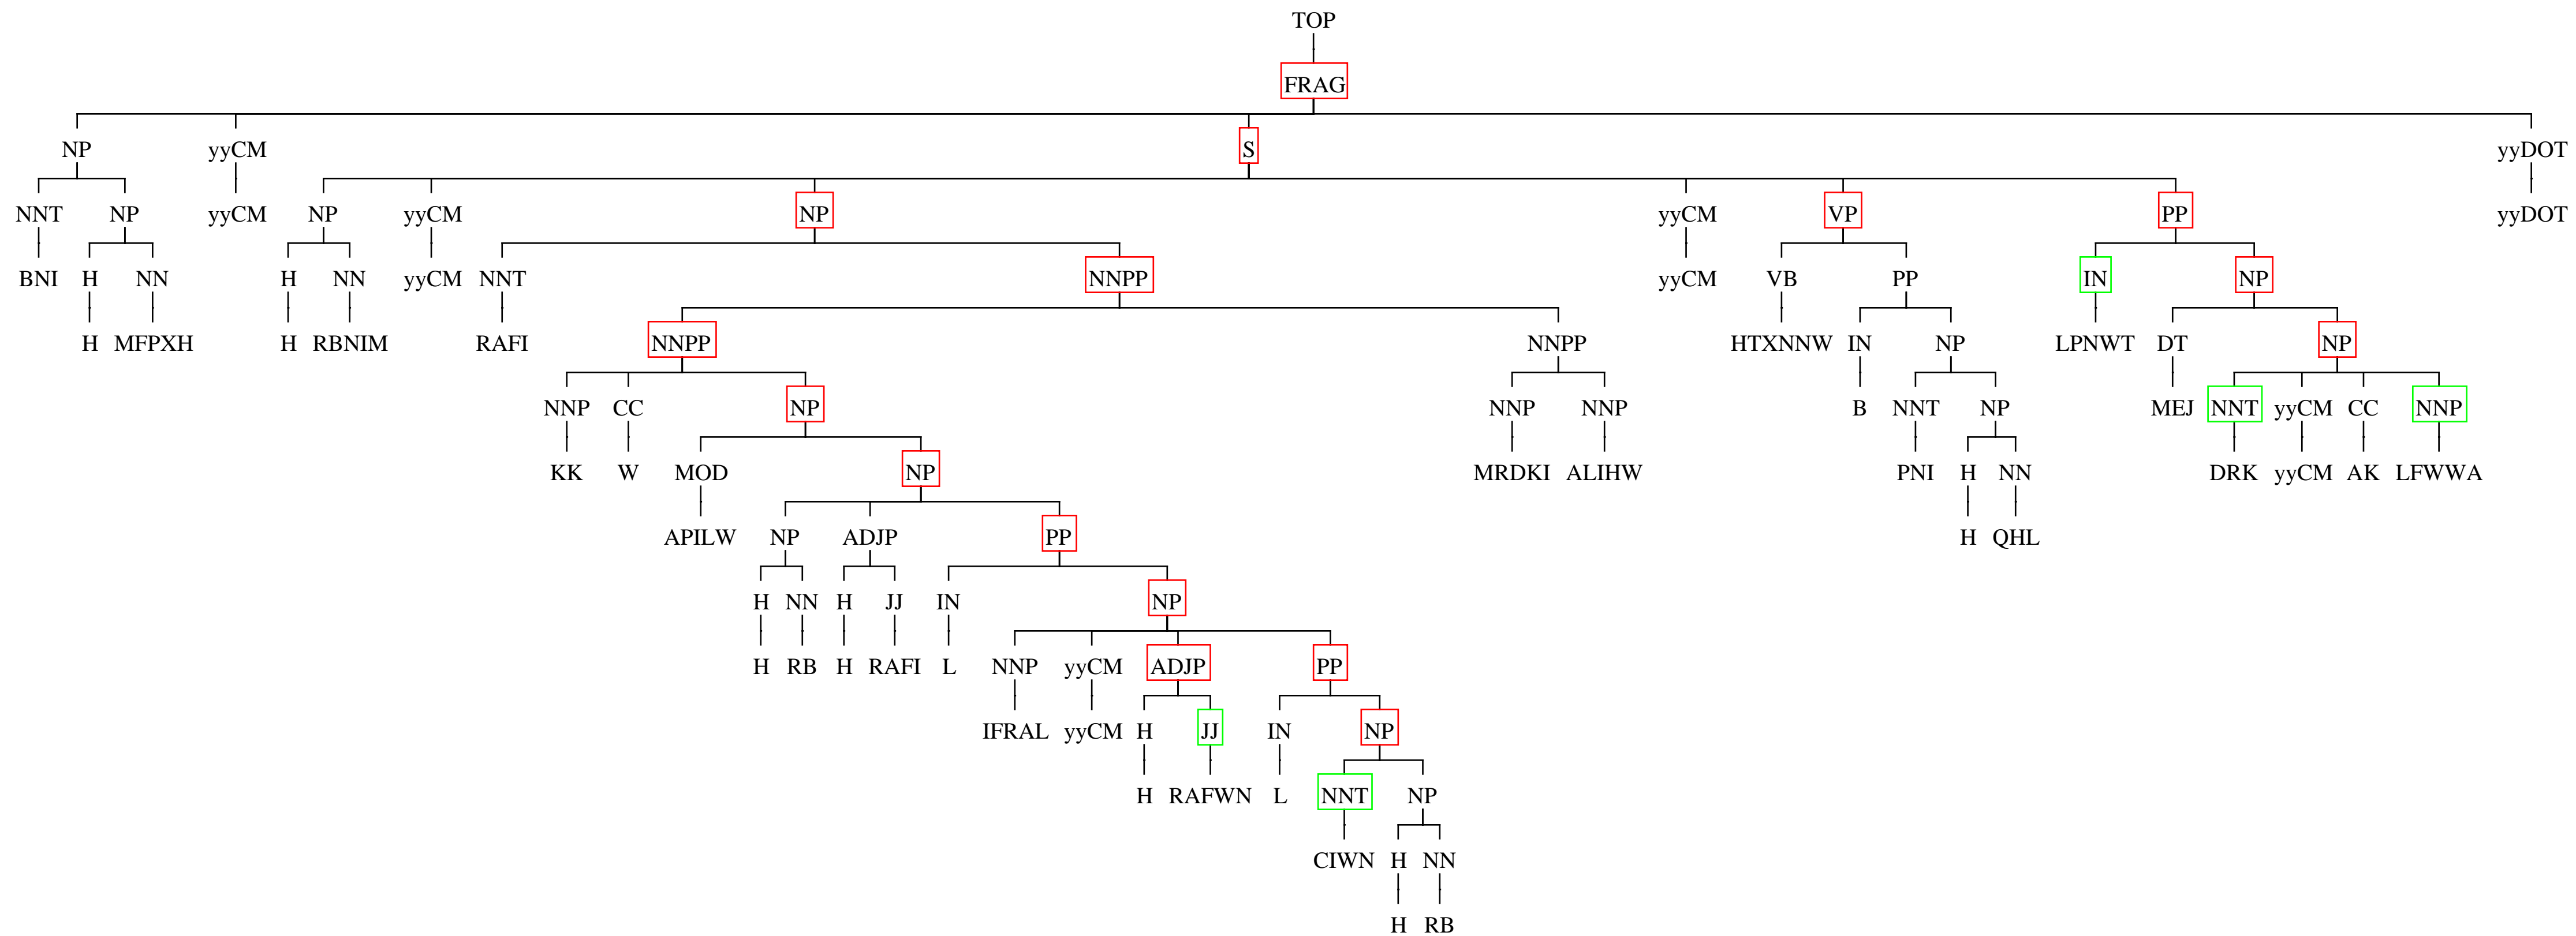 TOP
FRAG
NP yyCM S yyDOT
NNT NP yyCM NP yyCM NP yyCM VP PP yyDOT
BNI H NN H NN yyCM NNT NNPP yyCM VB PP IN NP
H MFPXH H RBNIM RAFI NNPP NNPP HTXNNW IN NP LPNWT DT NP
NNP CC NP NNP NNP B NNT NP MEJ NNT yyCM CC NNP
KK W MOD NP MRDKI ALIHW PNI H NN DRK yyCM AK LFWWA
APILW NP ADJP PP H QHL
H NN H JJ IN NP
H RB H RAFI L NNP yyCM ADJP PP
IFRAL yyCM H JJ IN NP
H RAFWN L NNT NP
CIWN H NN
H RB